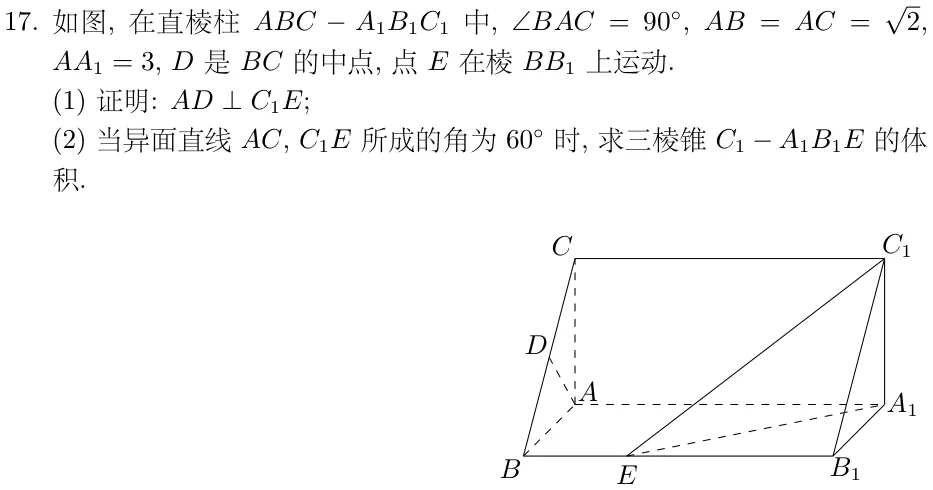 17. 如图, 在直棱柱 ABC − A₁B₁C₁ 中, ∠BAC = 90°, AB = AC = √2,
AA₁ = 3, D 是 BC 的中点, 点 E 在棱 BB₁ 上运动.
(1) 证明: AD ⊥ C₁E;
(2) 当异面直线 AC, C₁E 所成的角为 60° 时, 求三棱锥 C₁ − A₁B₁E 的体
积.
C
C₁
D
A
A₁
B
E
B₁